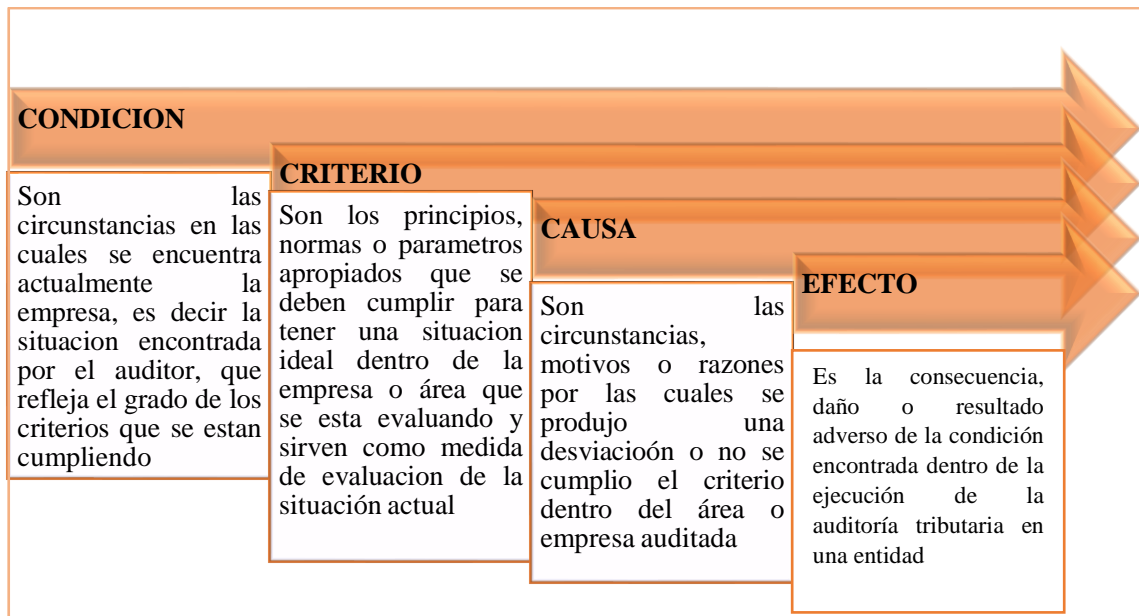 CONDICION
Son las
circunstancias en las
cuales se encuentra
actualmente la
empresa, es decir la
situacion encontrada
por el auditor, que
refleja el grado de los
criterios que se estan
cumpliendo
CRITERIO
Son los principios,
normas o parametros
apropiados que se
deben cumplir para
tener una situacion
ideal dentro de la
empresa o área que
se esta evaluando y
sirven como medida
de evaluacion de la
situación actual
CAUSA
Son las
circunstancias,
motivos o razones
por las cuales se
produjo una
desviacioón o no se
cumplio el criterio
dentro del área o
empresa auditada
EFECTO
Es la consecuencia,
daño o resultado
adverso de la condición
encontrada dentro de la
ejecución de la
auditoría tributaria en
una entidad